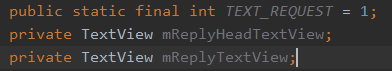 public static final int TEXT_REQUEST = 1;
private TextView mReplyHeadTextView;
private TextView mReplyTextView;